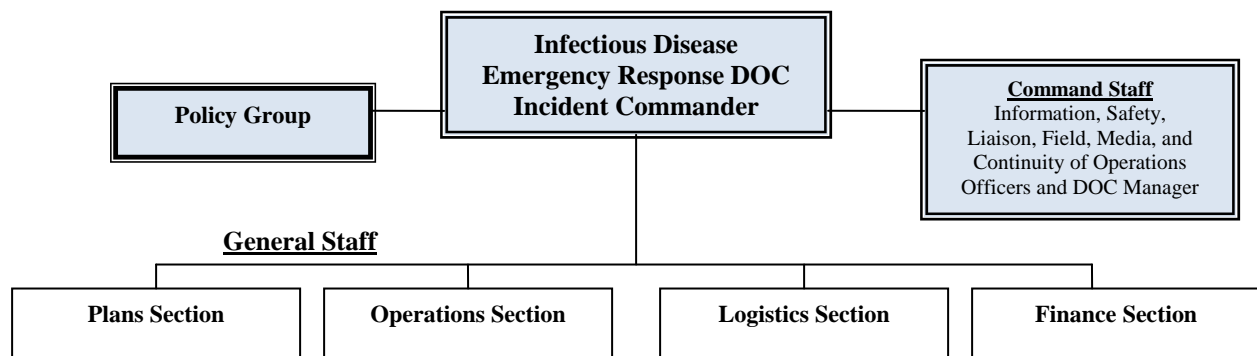 Infectious Disease
Emergency Response DOC
Incident Commander
Policy Group
Command Staff
Information, Safety,
Liaison, Field, Media, and
Continuity of Operations
Officers and DOC Manager
General Staff
Plans Section
Operations Section
Logistics Section
Finance Section